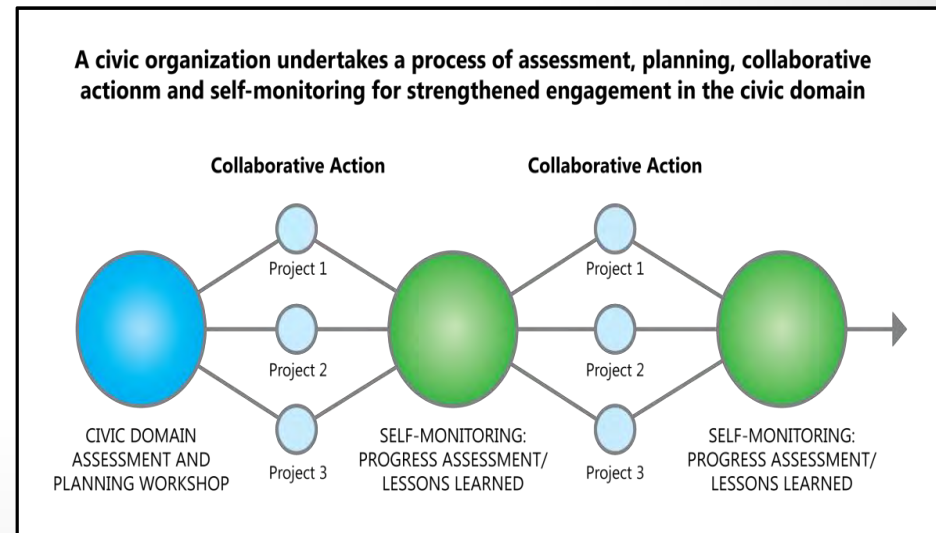 A civic organization undertakes a process of assessment, planning, collaborative
actionm and self-monitoring for strengthened engagement in the civic domain
Collaborative Action
Collaborative Action
Project 1
Project 1
Project 2
Project 2
Project 3
Project 3
CIVIC DOMAIN
ASSESSMENT AND
PLANNING WORKSHOP
SELF-MONITORING:
PROGRESS ASSESSMENT/
LESSONS LEARNED
SELF-MONITORING:
PROGRESS ASSESSMENT/
LESSONS LEARNED